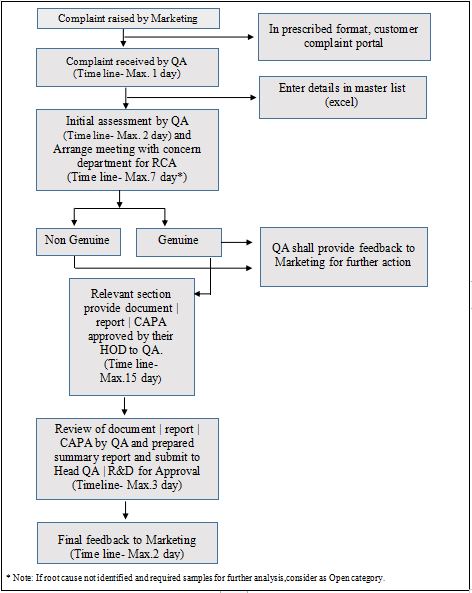 Complaint raised by Marketing
In prescribed format, customer
complaint portal
Complaint received by QA
(Time line- Max. 1 day)
Enter details in master list
(excel)
Initial assessment by QA
(Time line- Max. 2 day) and
Arrange meeting with concern
department for RCA
(Time line- Max.7 day*)
Non Genuine
Genuine
QA shall provide feedback to
Marketing for further action
Relevant section
provide document |
report | CAPA
approved by their
HOD to QA.
(Time line-
Max.15 day)
Review of document | report |
CAPA by QA and prepared
summary report and submit to
Head QA | R&D for Approval
(Timeline- Max.3 day)
Final feedback to Marketing
(Time line- Max.2 day)
* Note: If root cause not identified and required samples for further analysis,consider as Open category.